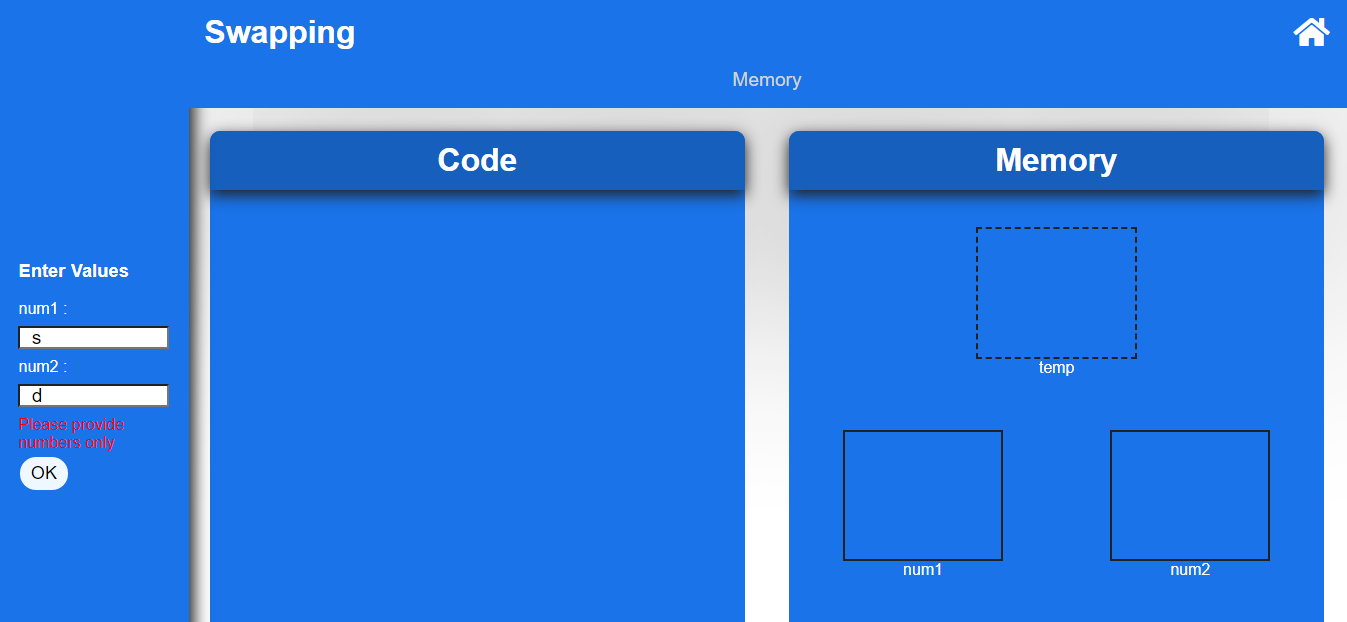 Swapping
Memory
Code
Memory
Enter Values
num1 :
s
num2 :
d
Please provide
numbers only
OK
temp
num1
num2